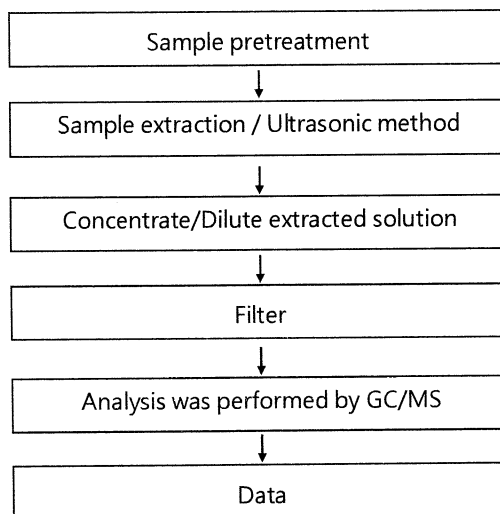 Sample pretreatment
Sample extraction / Ultrasonic method
Concentrate/Dilute extracted solution
Filter
Analysis was performed by GC/MS
Data